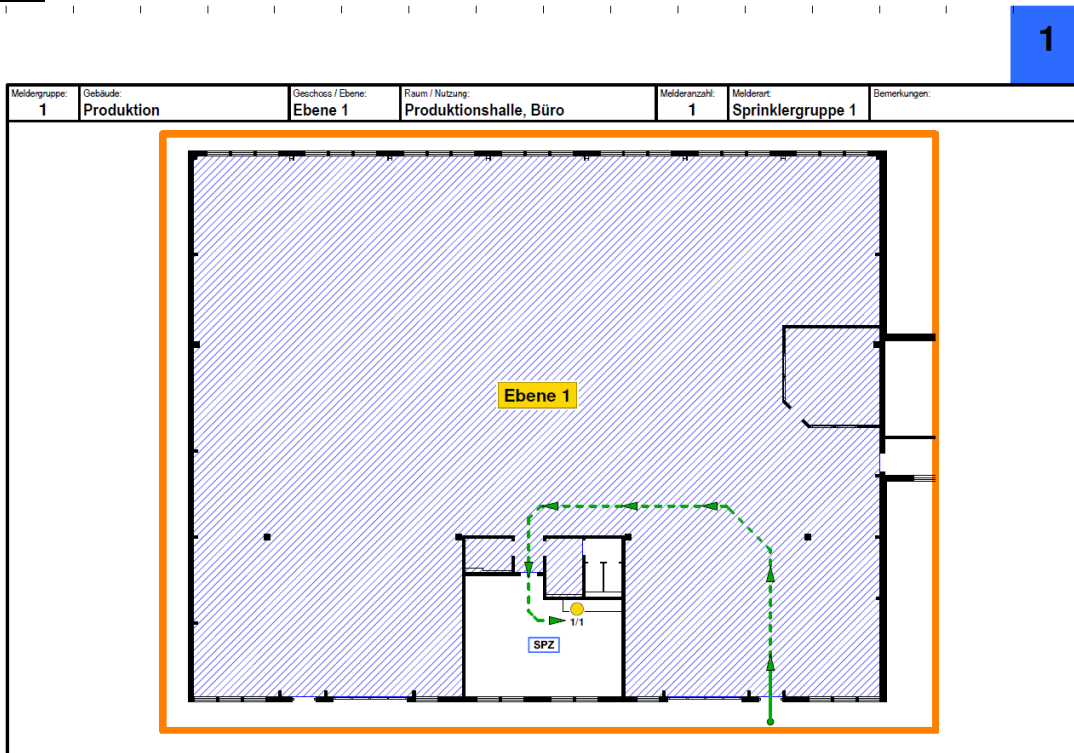 1
Meldergruppe: Gebäude: Geschoss / Ebene: Raum / Nutzung: Melderanzahl: Melderart: Bemerkungen:
1 Produktion Ebene 1 Produktionshalle, Büro 1 Sprinklergruppe 1
Ebene 1
1/1
SPZ